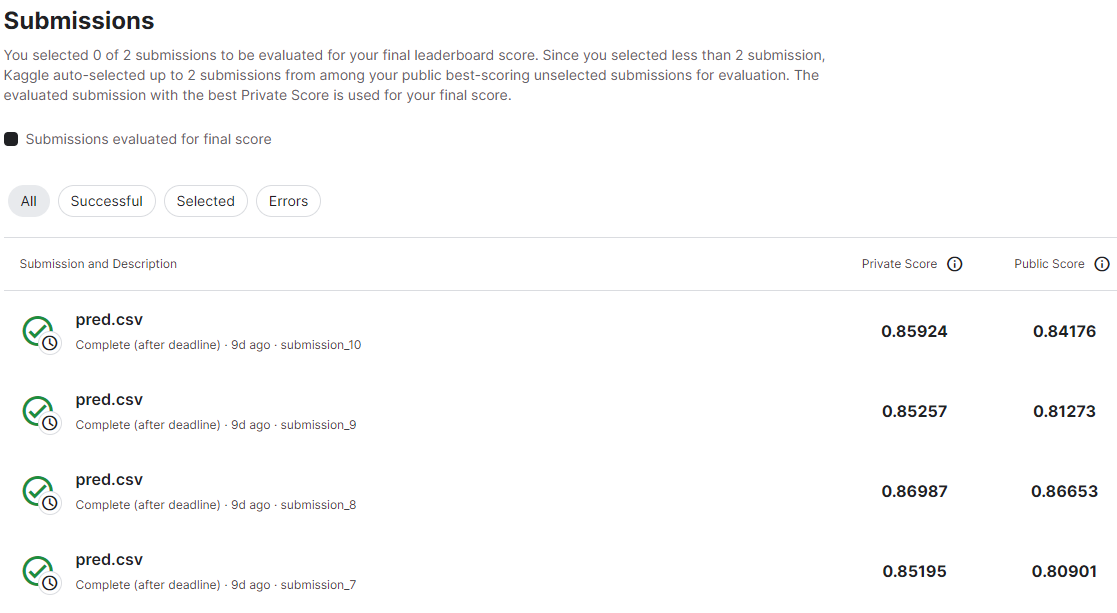 Submissions
You selected 0 of 2 submissions to be evaluated for your final leaderboard score. Since you selected less than 2 submission,
Kaggle auto-selected up to 2 submissions from among your public best-scoring unselected submissions for evaluation. The
evaluated submission with the best Private Score is used for your final score.
Submissions evaluated for final score
All Successful Selected Errors
Submission and Description Private Score Public Score
pred.csv
0.85924 0.84176
Complete (after deadline) · 9d ago · submission_10
pred.csv
0.85257 0.81273
Complete (after deadline) · 9d ago · submission_9
pred.csv
0.86987 0.86653
Complete (after deadline) · 9d ago · submission_8
pred.csv
0.85195 0.80901
Complete (after deadline) · 9d ago · submission_7